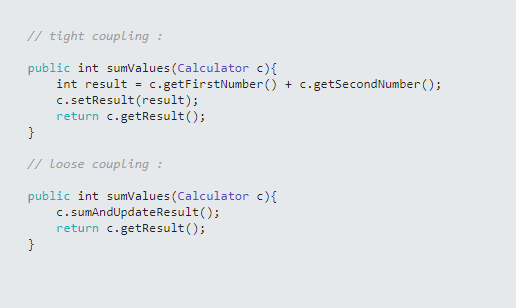 // tight coupling :
public int sumValues(Calculator c){
int result = c.getFirstNumber() + c.getSecondNumber();
c.setResult(result);
return c.getResult();
}
// loose coupling :
public int sumValues(Calculator c){
c.sumAndUpdateResult();
return c.getResult();
}